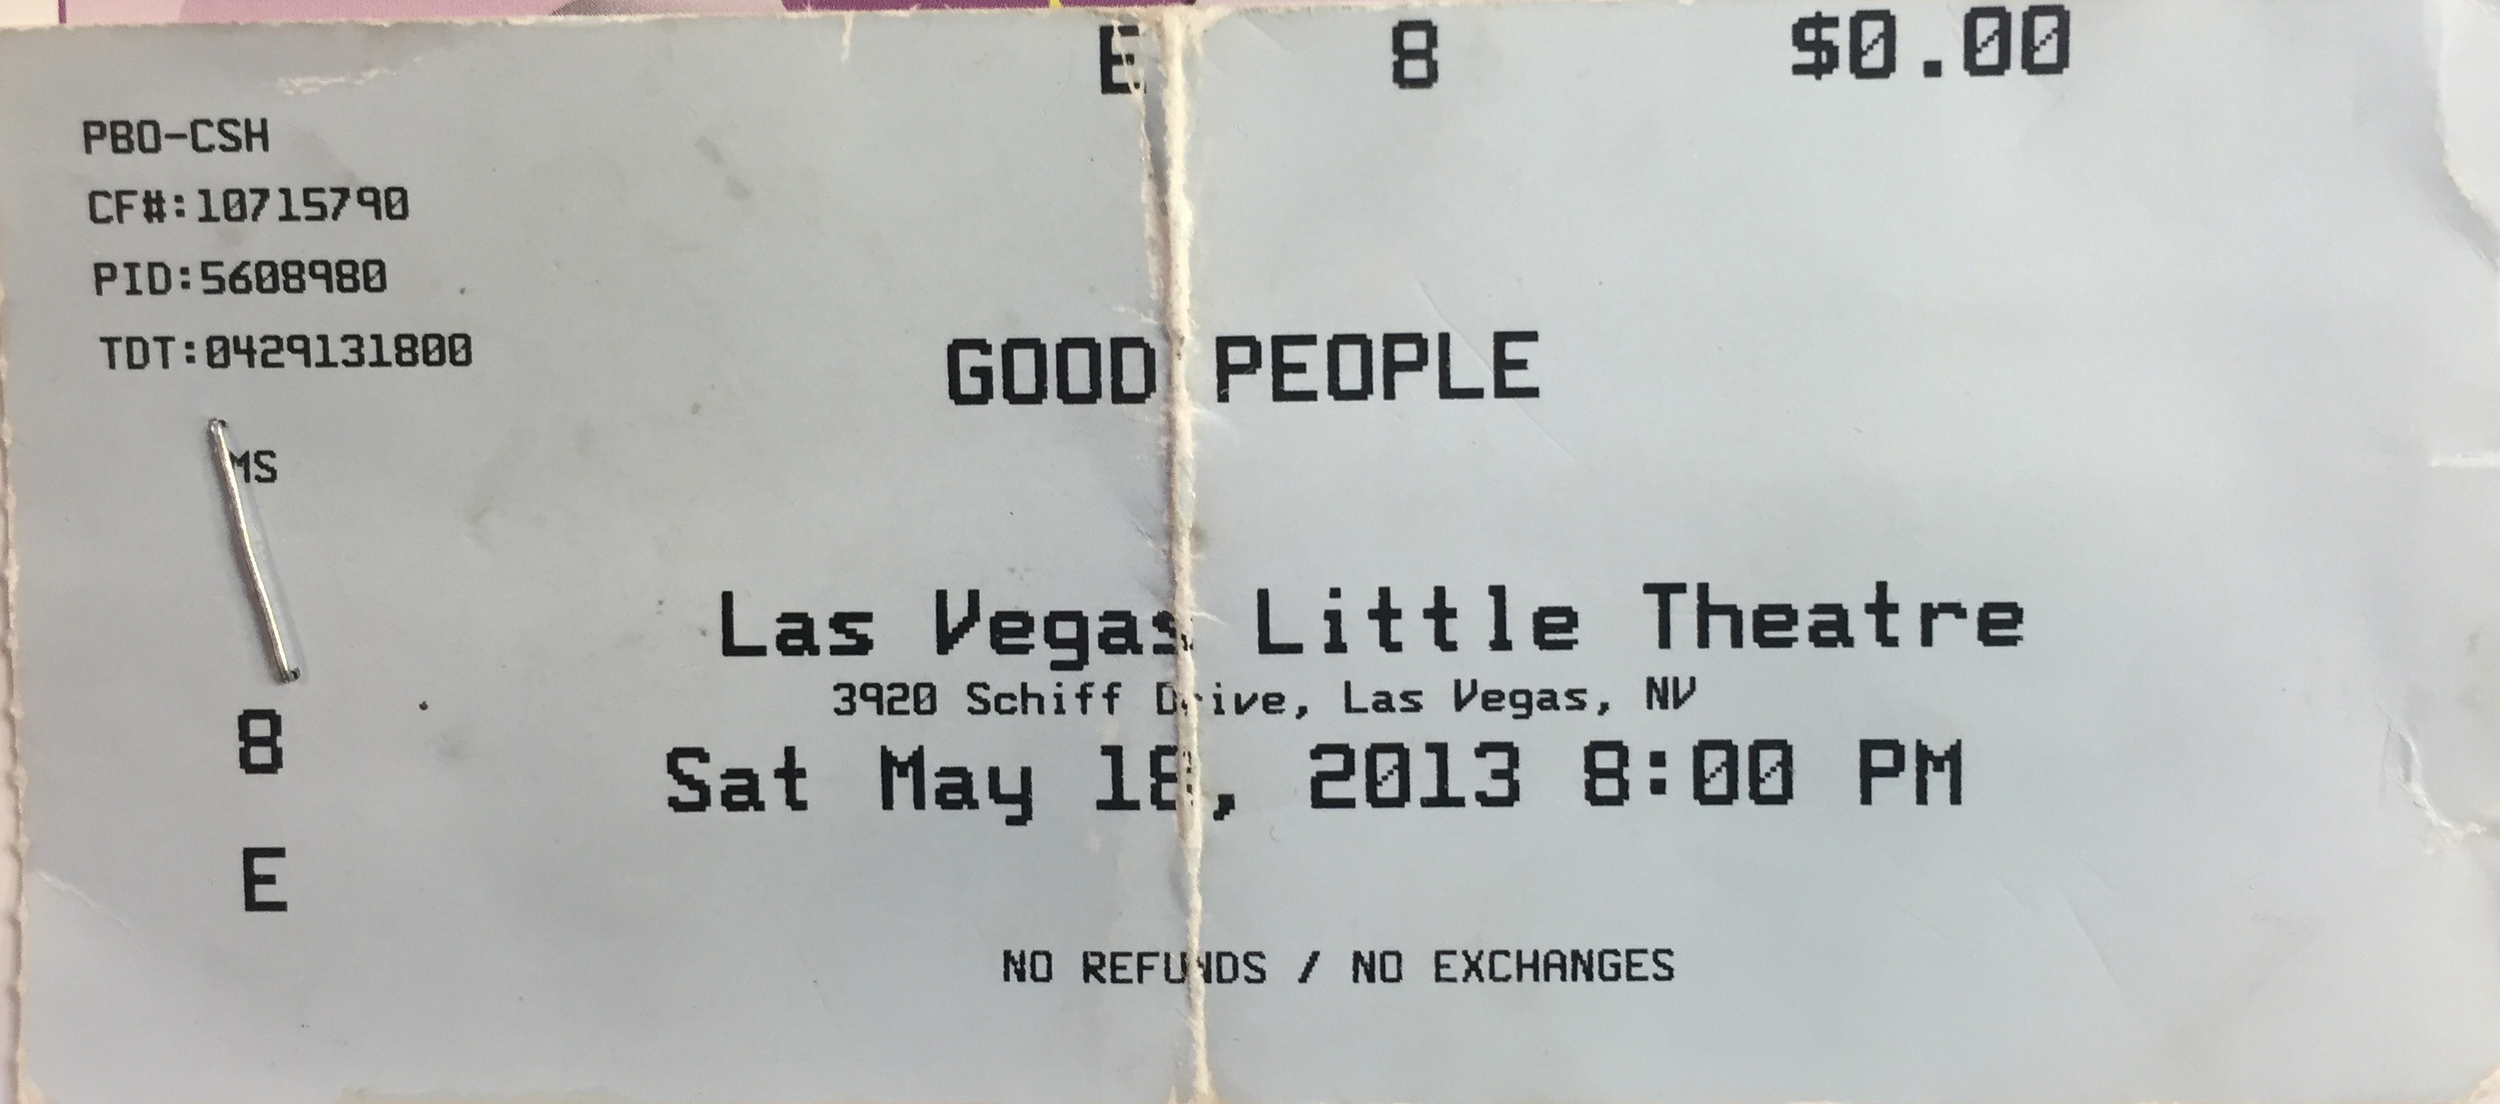 E 8 $0.00
PBO-CSH
CF#:10715790
PID:5608980
TDT:0429131800
GOOD PEOPLE
MS
Las Vegas Little Theatre
3920 Schiff Drive, Las Vegas, NV
8
Sat May 18, 2013 8:00 PM
E
NO REFUNDS / NO EXCHANGES